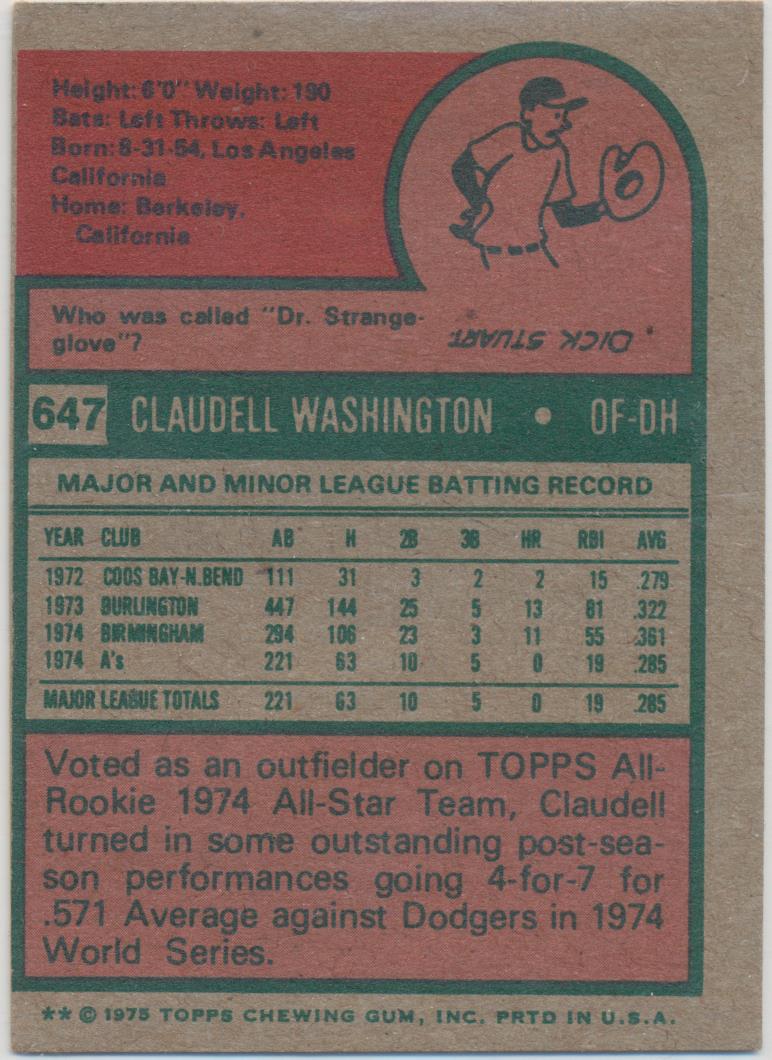 Height: 6'0" Weight: 190
Bats: Left Throws: Left
Born: 8-31-54, Los Angeles
California
Home: Berkeley,
California
Who was called "Dr. Strange-
glove"?
DICK STUART.
647 CLAUDELL WASHINGTON • OF-DH
MAJOR AND MINOR LEAGUE BATTING RECORD
YEAR CLUB AB H 2B 3B HR RBI AVG
1972 COOS BAY-N.BEND 111 31 3 2 2 15 .279
1973 BURLINGTON 447 144 25 5 13 81 .322
1974 BIRMINGHAM 294 106 23 3 11 55 .361
1974 A's 221 63 10 5 0 19 .285
MAJOR LEAGUE TOTALS 221 63 10 5 0 19 .285
Voted as an outfielder on TOPPS All-
Rookie 1974 All-Star Team, Claudell
turned in some outstanding post-sea-
son performances going 4-for-7 for
.571 Average against Dodgers in 1974
World Series.
** © 1975 TOPPS CHEWING GUM, INC. PRTD IN U.S.A.